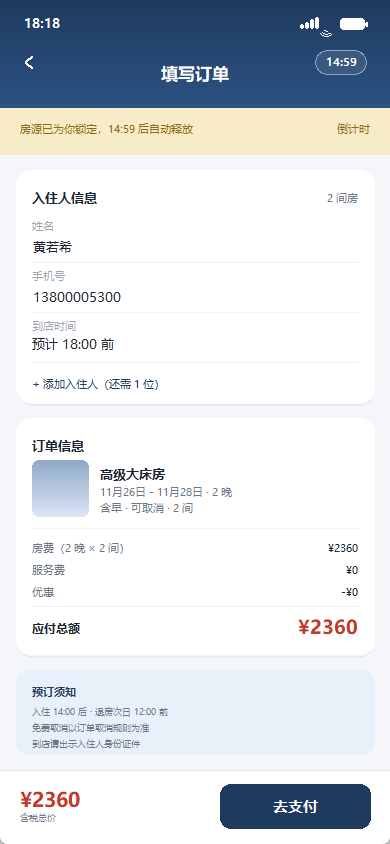 18:18
填写订单
14:59
房源已为你锁定，14:59 后自动释放 倒计时
入住人信息 2 间房
姓名
黄若希
手机号
13800005300
到店时间
预计 18:00 前
+ 添加入住人（还需 1 位）
订单信息
高级大床房
11月26日 - 11月28日 · 2 晚
含早 · 可取消 · 2 间
房费（2 晚 × 2 间） ¥2360
服务费 ¥0
优惠 -¥0
应付总额 ¥2360
预订须知
入住 14:00 后 · 退房次日 12:00 前
免费取消以订单取消规则为准
到店请出示入住人身份证件
¥2360 去支付
含税总价